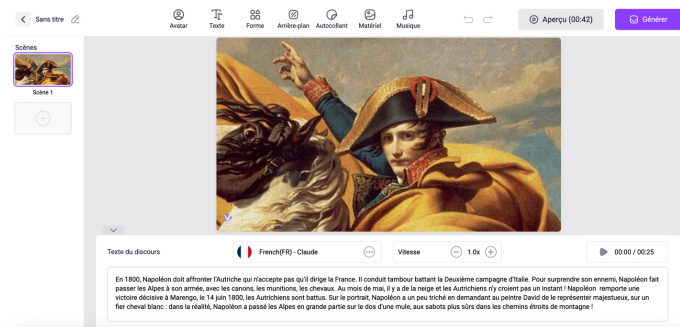 Sans titre
Avatar
Texte
Forme
Arrière-plan
Autocollant
Matériel
Musique
Aperçu (00:42)
Générer
Scènes
Scène 1
Texte du discours
French(FR) - Claude
Vitesse
1.0x
00:00 / 00:25
En 1800, Napoléon doit affronter l'Autriche qui n'accepte pas qu'il dirige la France. Il conduit tambour battant la Deuxième campagne d'Italie. Pour surprendre son ennemi, Napoléon fait
passer les Alpes à son armée, avec les canons, les munitions, les chevaux. Au mois de mai, il y a de la neige et les Autrichiens n'y croient pas un instant ! Napoléon remporte une
victoire décisive à Marengo, le 14 juin 1800, les Autrichiens sont battus. Sur le portrait, Napoléon a un peu triché en demandant au peintre David de le représenter majestueux, sur un
fier cheval blanc : dans la réalité, Napoléon a passé les Alpes en grande partie sur le dos d'une mule, aux sabots plus sûrs dans les chemins étroits et rocailleux de montagne !